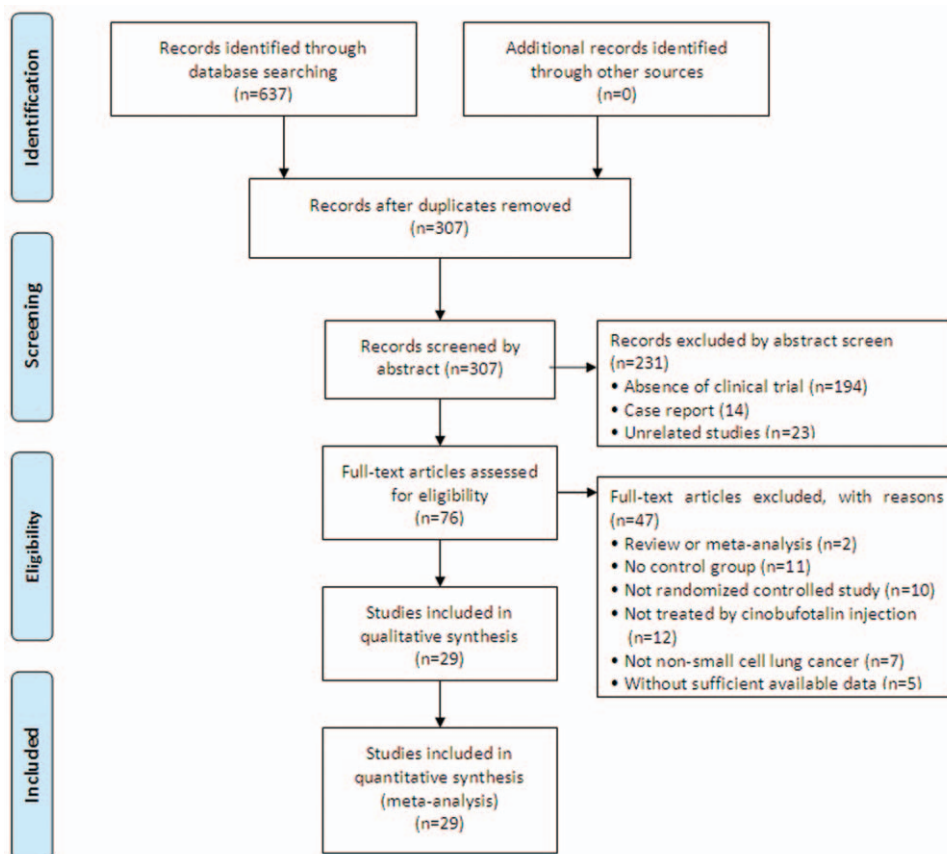 Identification
Records identified through
database searching
(n=637)
Additional records identified
through other sources
(n=0)
Records after duplicates removed
(n=307)
Screening
Records screened by
abstract (n=307)
Records excluded by abstract screen
(n=231)
• Absence of clinical trial (n=194)
• Case report (14)
• Unrelated studies (n=23)
Eligibility
Full-text articles assessed
for eligibility
(n=76)
Full-text articles excluded, with reasons
(n=47)
• Review or meta-analysis (n=2)
• No control group (n=11)
• Not randomized controlled study (n=10)
• Not treated by cinobufotalin injection
(n=12)
• Not non-small cell lung cancer (n=7)
• Without sufficient available data (n=5)
Studies included in
qualitative synthesis
(n=29)
Included
Studies included in
quantitative synthesis
(meta-analysis)
(n=29)